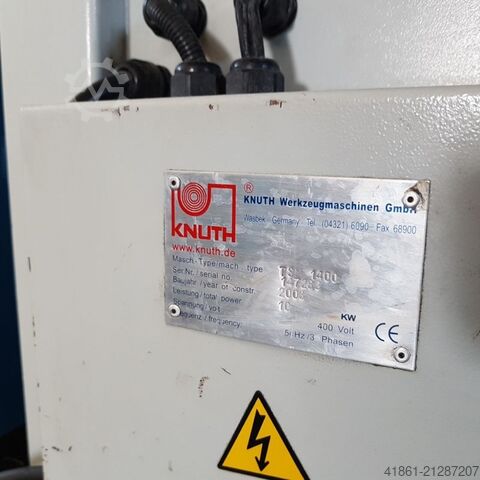 ®
KNUTH Werkzeugmaschinen GmbH
Wasbek Germany Tel. (04321) 6090 - Fax 68900
KNUTH
www.knuth.de
Masch.-Type/mach. type
Ser.Nr./serial no.
Baujahr/year of constr.
Leistung/total power 10 KW
Spannung/volt 400 Volt
Frequenz/frequency Hz/3 Phasen
CE
41861-21287207